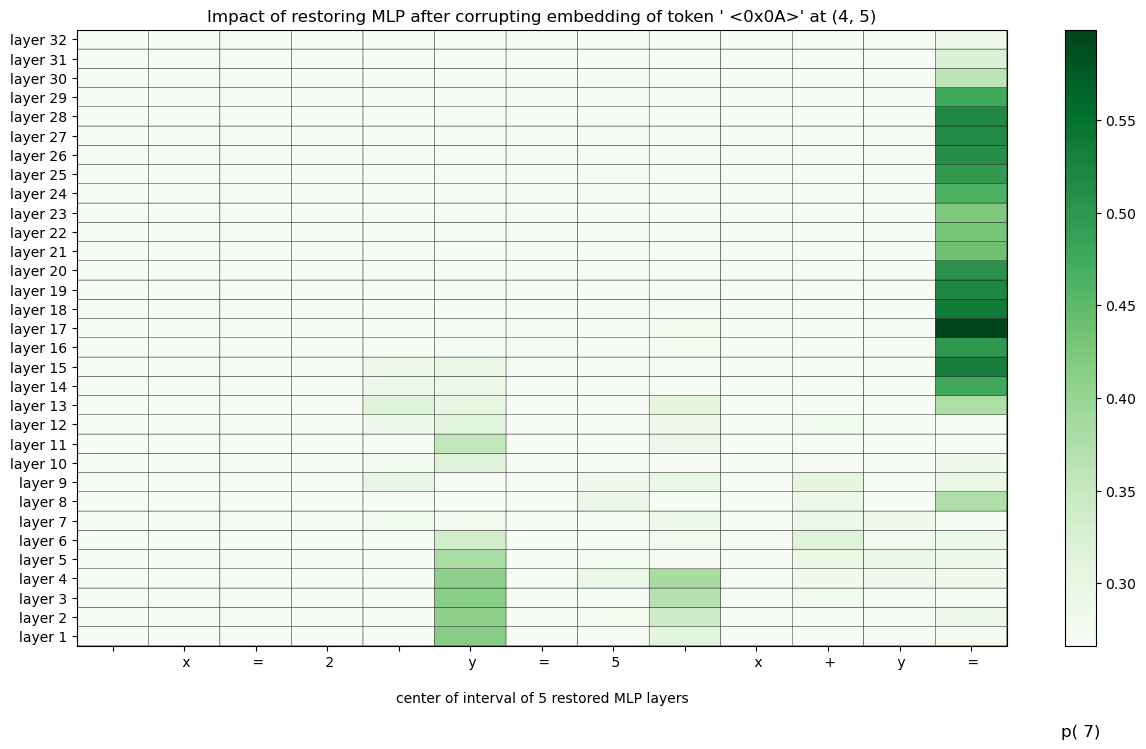 Impact of restoring MLP after corrupting embedding of token ' <0x0A>' at (4, 5)
layer 32
layer 31
layer 30
layer 29
layer 28
layer 27
layer 26
layer 25
layer 24
layer 23
layer 22
layer 21
layer 20
layer 19
layer 18
layer 17
layer 16
layer 15
layer 14
layer 13
layer 12
layer 11
layer 10
layer 9
layer 8
layer 7
layer 6
layer 5
layer 4
layer 3
layer 2
layer 1
x = 2 y = 5 x + y =
center of interval of 5 restored MLP layers
0.55
0.50
0.45
0.40
0.35
0.30
p( 7)